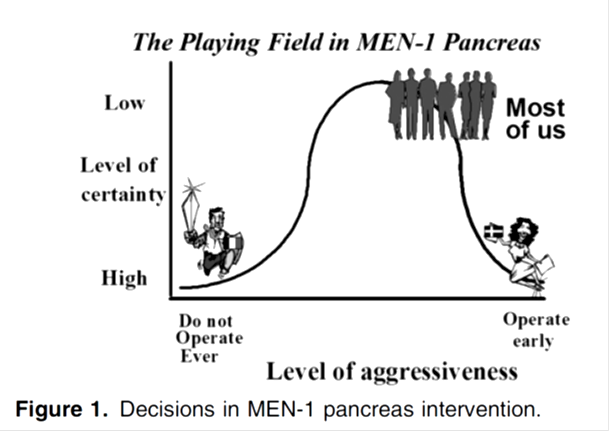 The Playing Field in MEN-1 Pancreas
Low
Most
of us
Level of
certainty
High
Do not
Operate
Ever
Operate
early
Level of aggressiveness
Figure 1. Decisions in MEN-1 pancreas intervention.